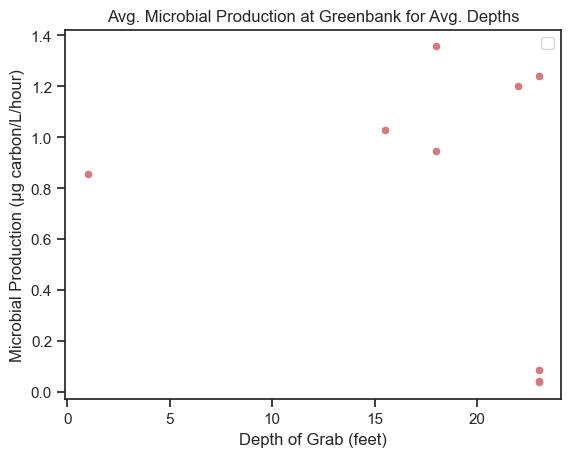 Avg. Microbial Production at Greenbank for Avg. Depths
1.4
1.2
1.0
0.8
0.6
0.4
0.2
0.0
Microbial Production (μg carbon/L/hour)
0 5 10 15 20
Depth of Grab (feet)